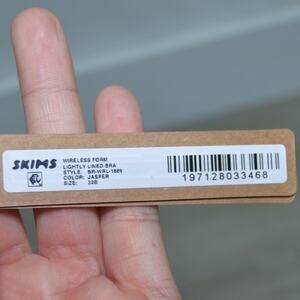 SKIMS
WIRELESS FORM
LIGHTLY LINED BRA
STYLE: BR-WRL-1889
COLOR: JASPER
SIZE: 32B
197128033468